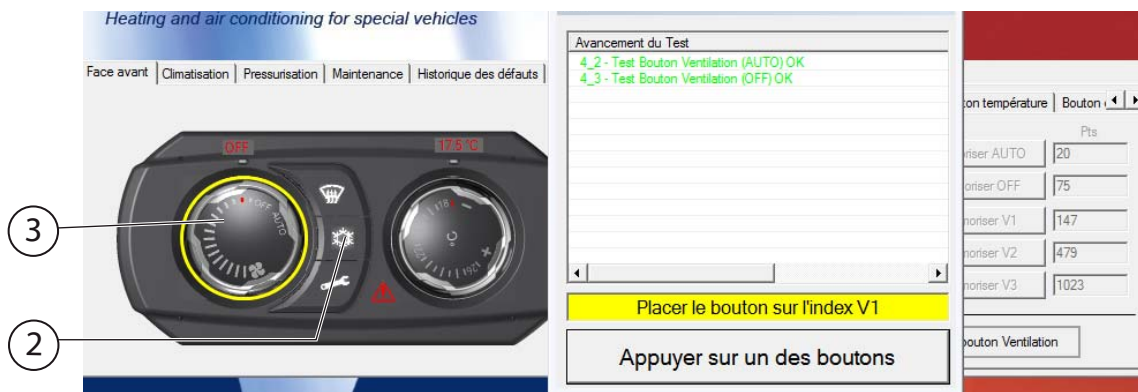 Heating and air conditioning for special vehicles
Face avant
Climatisation
Pressurisation
Maintenance
Historique des défauts
OFF
17.5 °C
OFF AUTO
°C
3
2
Avancement du Test
4_2 - Test Bouton Ventilation (AUTO) OK
4_3 - Test Bouton Ventilation (OFF) OK
Placer le bouton sur l'index V1
Appuyer sur un des boutons
ton température
Bouton
Pts
oriser AUTO
20
oriser OFF
75
noriser V1
147
noriser V2
479
noriser V3
1023
bouton Ventilation